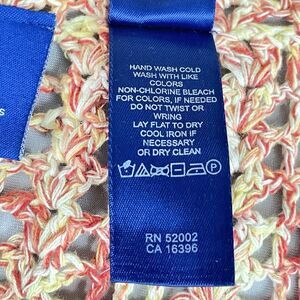 HAND WASH COLD
WASH WITH LIKE
COLORS
NON-CHLORINE BLEACH
FOR COLORS, IF NEEDED
DO NOT TWIST OR
WRING
LAY FLAT TO DRY
COOL IRON IF
NECESSARY
OR DRY CLEAN
P
RN 52002
CA 16396
s